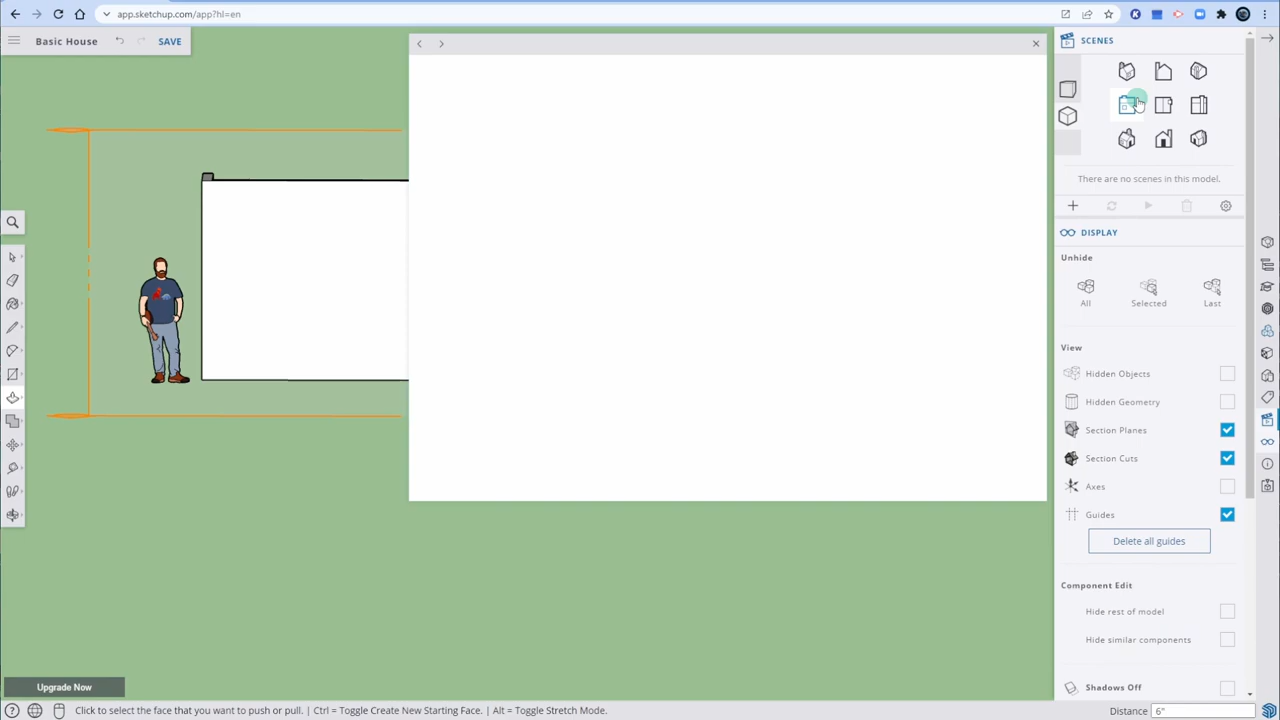 app.sketchup.com/app?hl=en
Basic House
SAVE
SCENES
There are no scenes in this model.
DISPLAY
Unhide
All
Selected
Last
View
Hidden Objects
Hidden Geometry
Section Planes
Section Cuts
Axes
Guides
Delete all guides
Component Edit
Hide rest of model
Hide similar components
Shadows Off
Upgrade Now
Click to select the face that you want to push or pull. | Ctrl = Toggle Create New Starting Face. | Alt = Toggle Stretch Mode.
Distance 6"